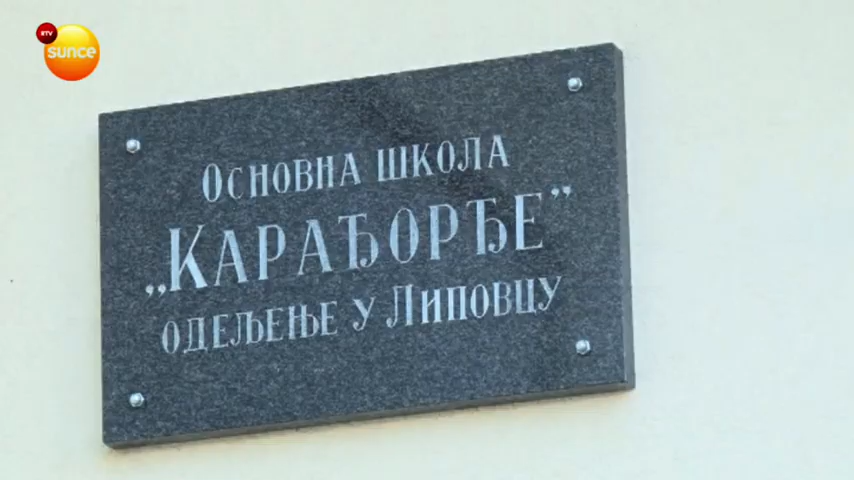 RTV
sunce
Основна школа
„Карађорђе”
одељење у Липовцу